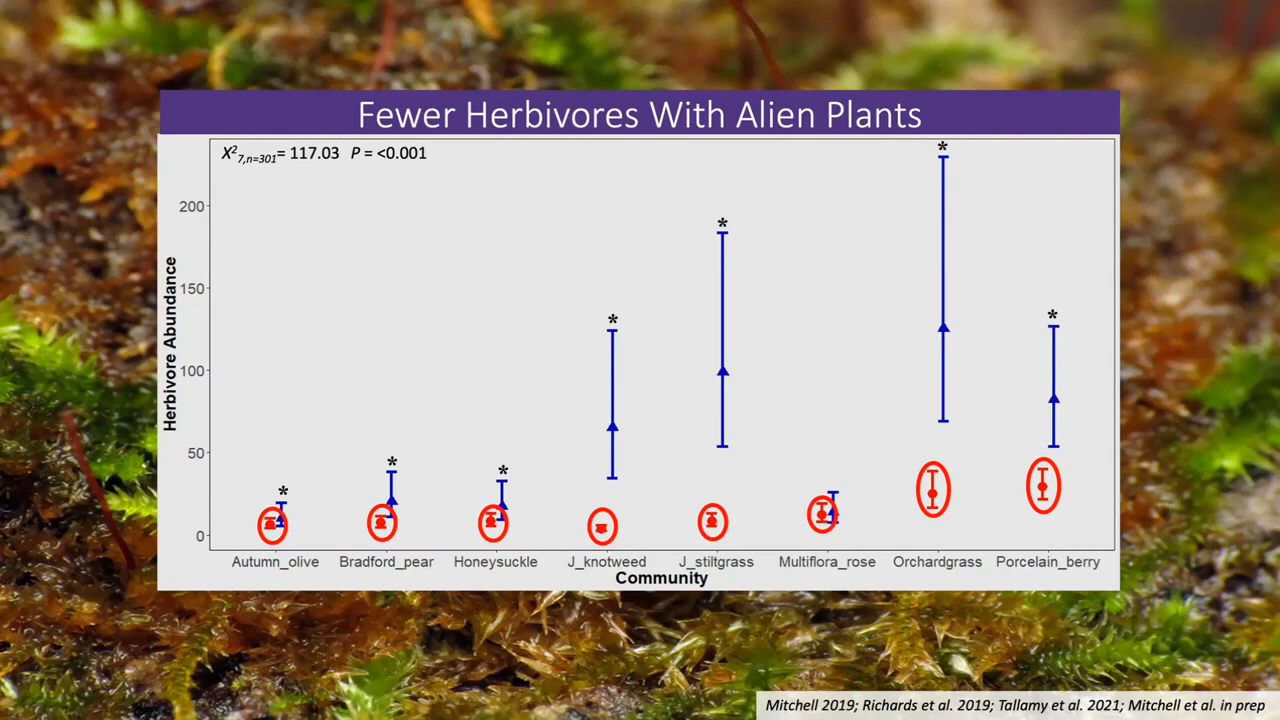 Fewer Herbivores With Alien Plants
X²7,n=301= 117.03 P = <0.001
Herbivore Abundance
200
150
100
50
0
* * * * * * *
Autumn_olive Bradford_pear Honeysuckle J_knotweed J_stiltgrass Multiflora_rose Orchardgrass Porcelain_berry
Community
Mitchell 2019; Richards et al. 2019; Tallamy et al. 2021; Mitchell et al. in prep